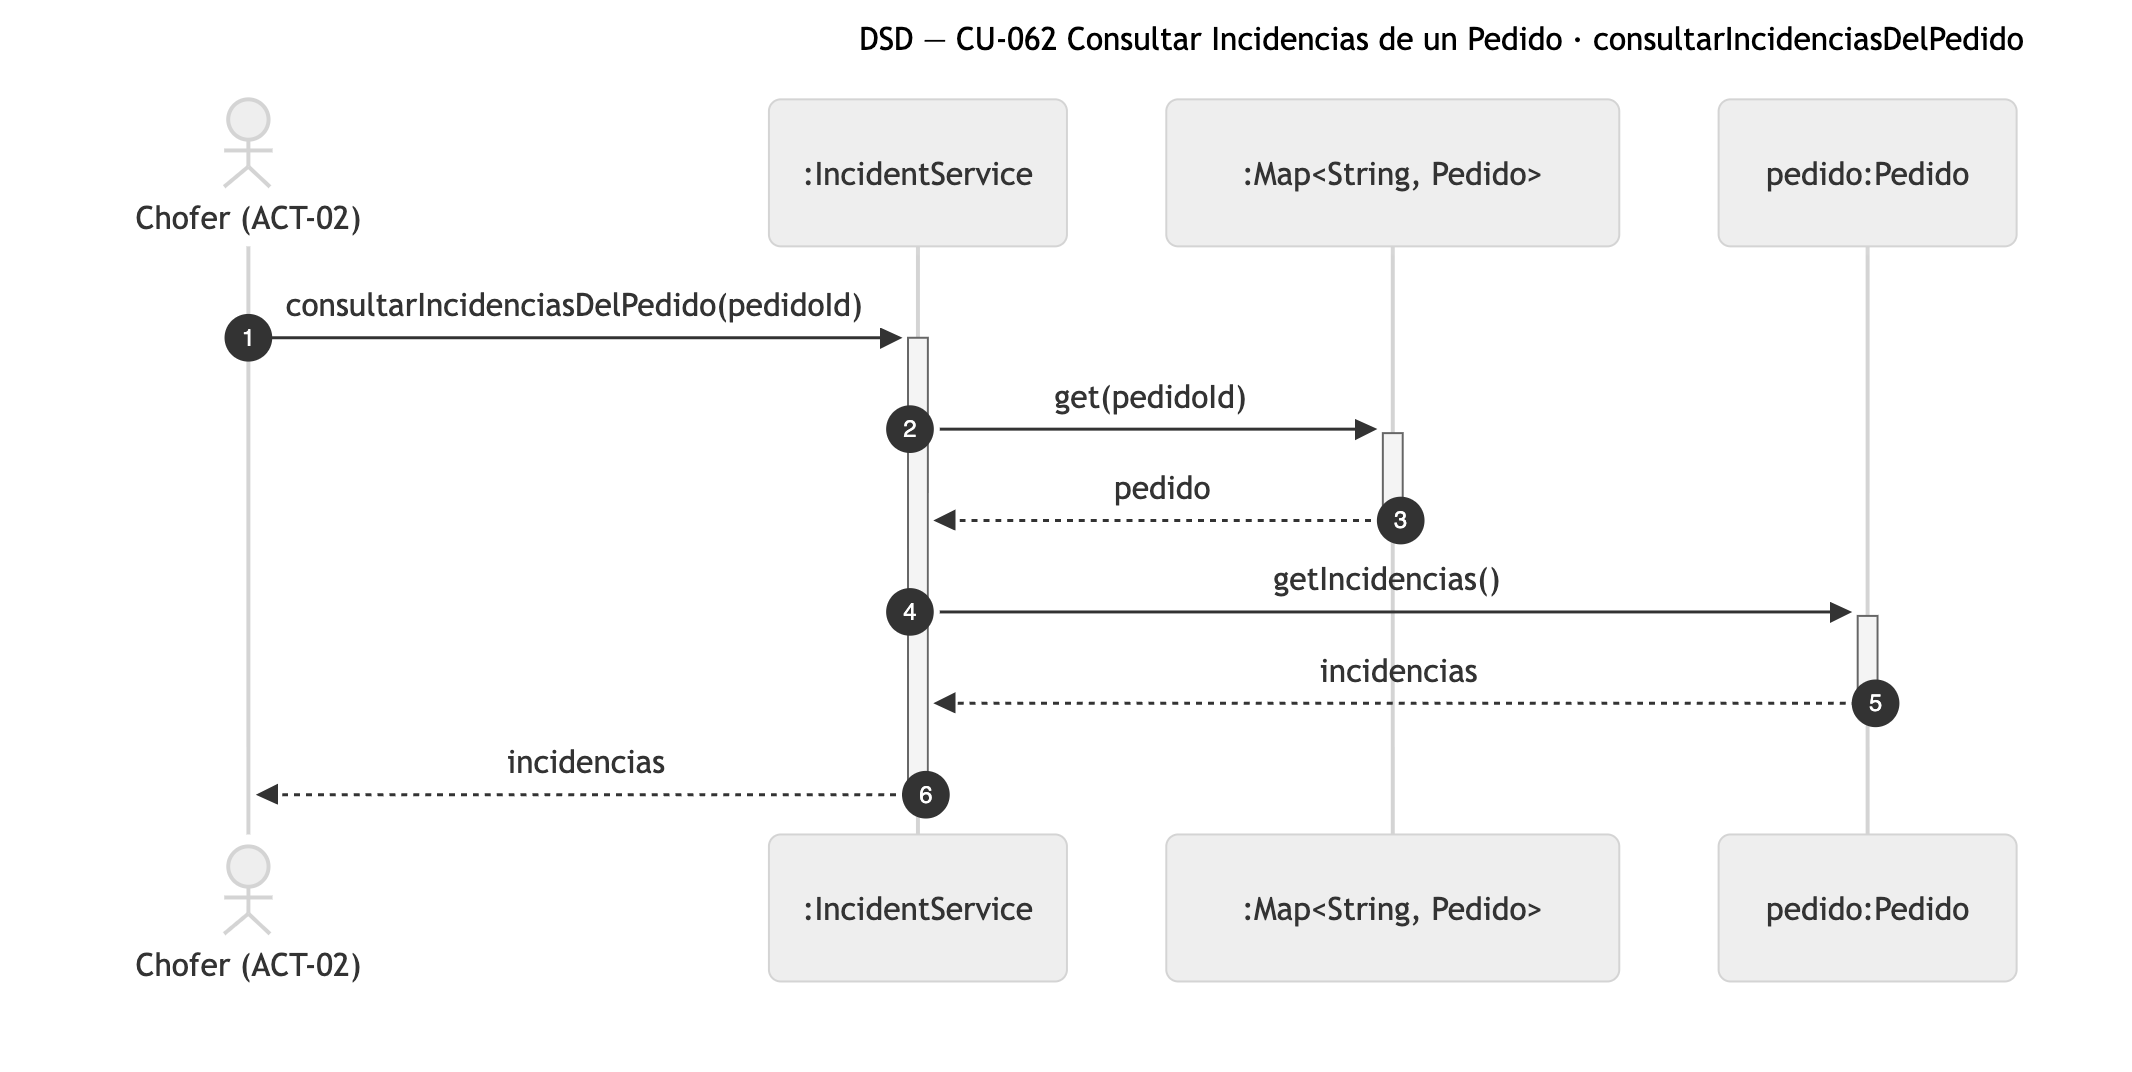 DSD — CU-062 Consultar Incidencias de un Pedido · consultarIncidenciasDelPedido
Chofer (ACT-02)
:IncidentService
:Map<String, Pedido>
pedido:Pedido
consultarIncidenciasDelPedido(pedidoId)
1
get(pedidoId)
2
pedido
3
getIncidencias()
4
incidencias
5
incidencias
6
Chofer (ACT-02)
:IncidentService
:Map<String, Pedido>
pedido:Pedido